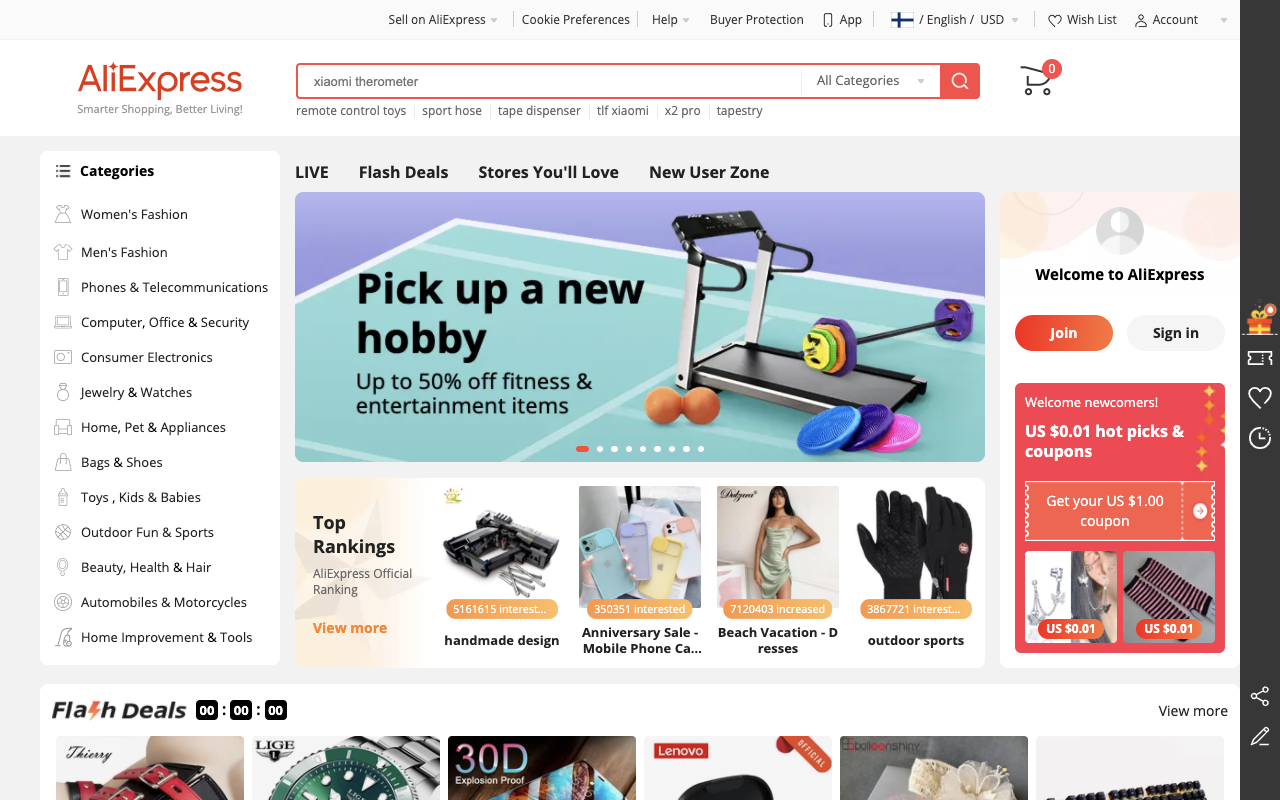 Sell on AliExpress
Cookie Preferences
Help
Buyer Protection
App
/ English / USD
Wish List
Account
AliExpress
Smarter Shopping, Better Living!
xiaomi therometer
All Categories
0
remote control toys
sport hose
tape dispenser
tlf xiaomi
x2 pro
tapestry
Categories
Women's Fashion
Men's Fashion
Phones & Telecommunications
Computer, Office & Security
Consumer Electronics
Jewelry & Watches
Home, Pet & Appliances
Bags & Shoes
Toys , Kids & Babies
Outdoor Fun & Sports
Beauty, Health & Hair
Automobiles & Motorcycles
Home Improvement & Tools
LIVE
Flash Deals
Stores You'll Love
New User Zone
Pick up a new
hobby
Up to 50% off fitness &
entertainment items
Welcome to AliExpress
Join
Sign in
Welcome newcomers!
US $0.01 hot picks &
coupons
Get your US $1.00
coupon
US $0.01
US $0.01
Top
Rankings
AliExpress Official
Ranking
View more
5161615 interest...
handmade design
350351 interested
Anniversary Sale -
Mobile Phone Ca...
Dulzura
7120403 increased
Beach Vacation - D
resses
3867721 interest...
outdoor sports
Flash Deals
00 : 00 : 00
View more
Thierry
LIGE
30D
Explosion Proof
Lenovo
OFFICIAL
balleenshiny